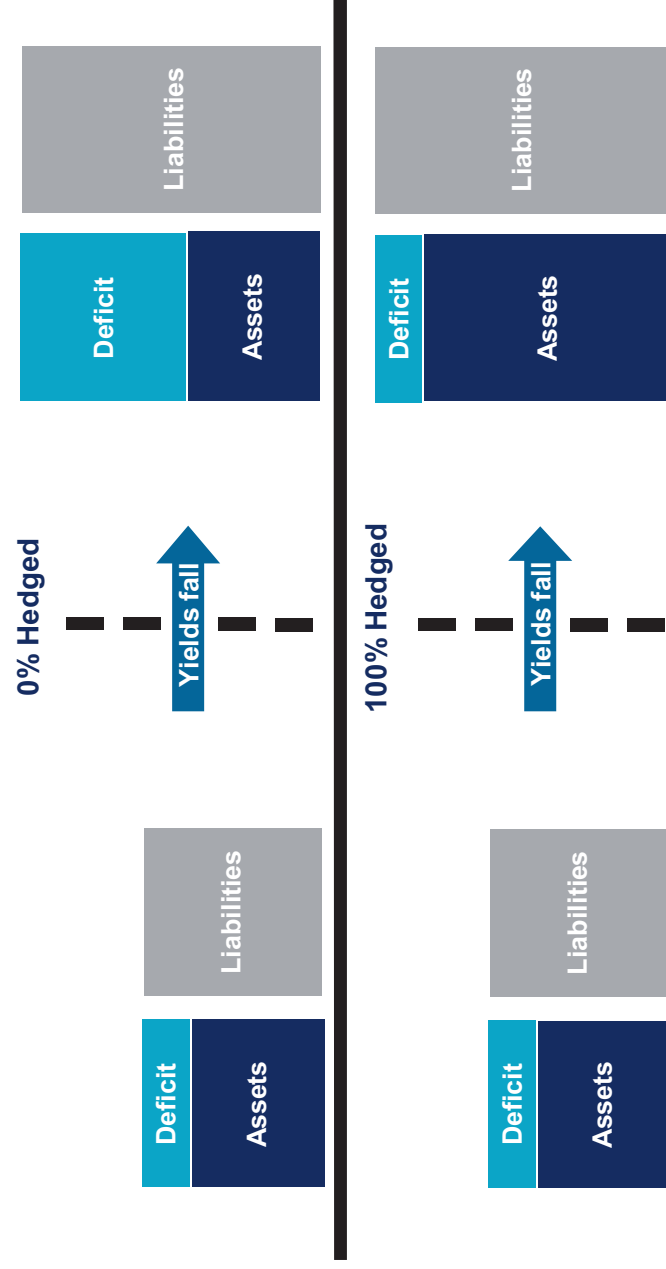 0% Hedged
Deficit
Assets
Liabilities
Yields fall
Deficit
Assets
Liabilities
100% Hedged
Deficit
Assets
Liabilities
Yields fall
Deficit
Assets
Liabilities